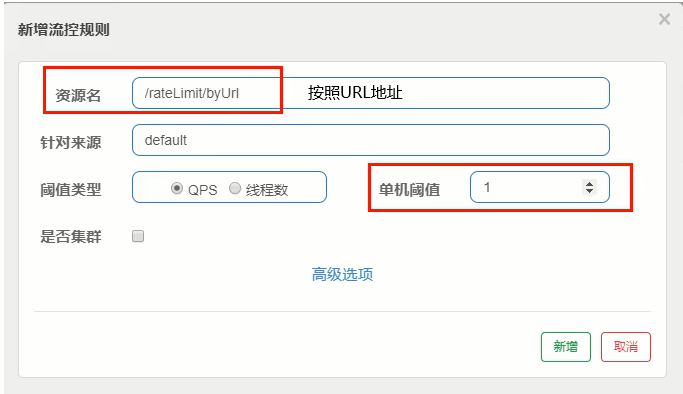 新增流控规则
×
资源名 /rateLimit/byUrl 按照URL地址
针对来源 default
阈值类型 QPS 线程数 单机阈值 1
是否集群
高级选项
新增 取消